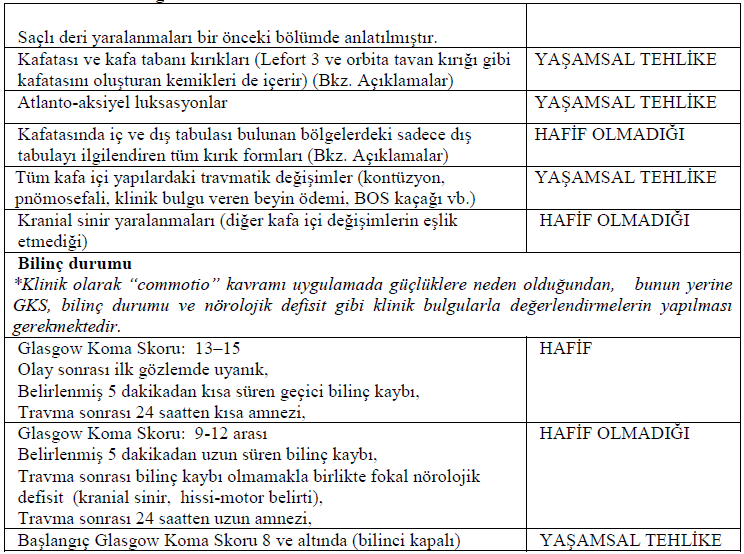 Saçlı deri yaralanmaları bir önceki bölümde anlatılmıştır.
Kafatası ve kafa tabanı kırıkları (Lefort 3 ve orbita tavan kırığı gibi
kafatasını oluşturan kemikleri de içerir) (Bkz. Açıklamalar)
YAŞAMSAL TEHLİKE
Atlanto-aksiyel luksasyonlar
YAŞAMSAL TEHLİKE
Kafatasında iç ve dış tabulası bulunan bölgelerdeki sadece dış
tabulayı ilgilendiren tüm kırık formları (Bkz. Açıklamalar)
HAFİF OLMADIĞI
Tüm kafa içi yapılardaki travmatik değişimler (kontüzyon,
pnömosefali, klinik bulgu veren beyin ödemi, BOS kaçağı vb.)
YAŞAMSAL TEHLİKE
Kranial sinir yaralanmaları (diğer kafa içi değişimlerin eşlik
etmediği)
HAFİF OLMADIĞI
Bilinç durumu
*Klinik olarak “commotio” kavramı uygulamada güçlüklere neden olduğundan, bunun yerine
GKS, bilinç durumu ve nörolojik defisit gibi klinik bulgularla değerlendirmelerin yapılması
gerekmektedir.
Glasgow Koma Skoru: 13–15
HAFİF
Olay sonrası ilk gözlemde uyanık,
Belirlenmiş 5 dakikadan kısa süren geçici bilinç kaybı,
Travma sonrası 24 saatten kısa amnezi,
Glasgow Koma Skoru: 9-12 arası
HAFİF OLMADIĞI
Belirlenmiş 5 dakikadan uzun süren bilinç kaybı,
Travma sonrası bilinç kaybı olmamakla birlikte fokal nörolojik
defisit (kranial sinir, hissi-motor belirti),
Travma sonrası 24 saatten uzun amnezi,
Başlangıç Glasgow Koma Skoru 8 ve altında (bilinci kapalı)
YAŞAMSAL TEHLİKE